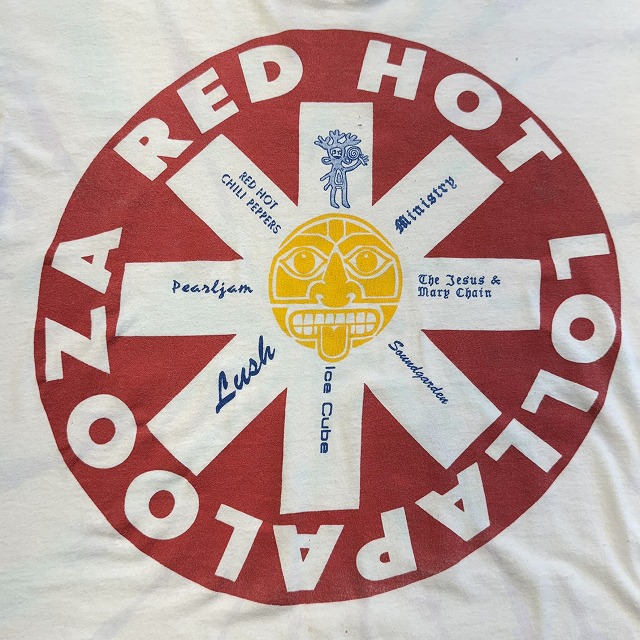 RED HOT
LOLLAPALOOZA
RED HOT
CHILI PEPPERS
Ministry
The Jesus &
Mary Chain
Soundgarden
Ice Cube
Lush
Pearljam